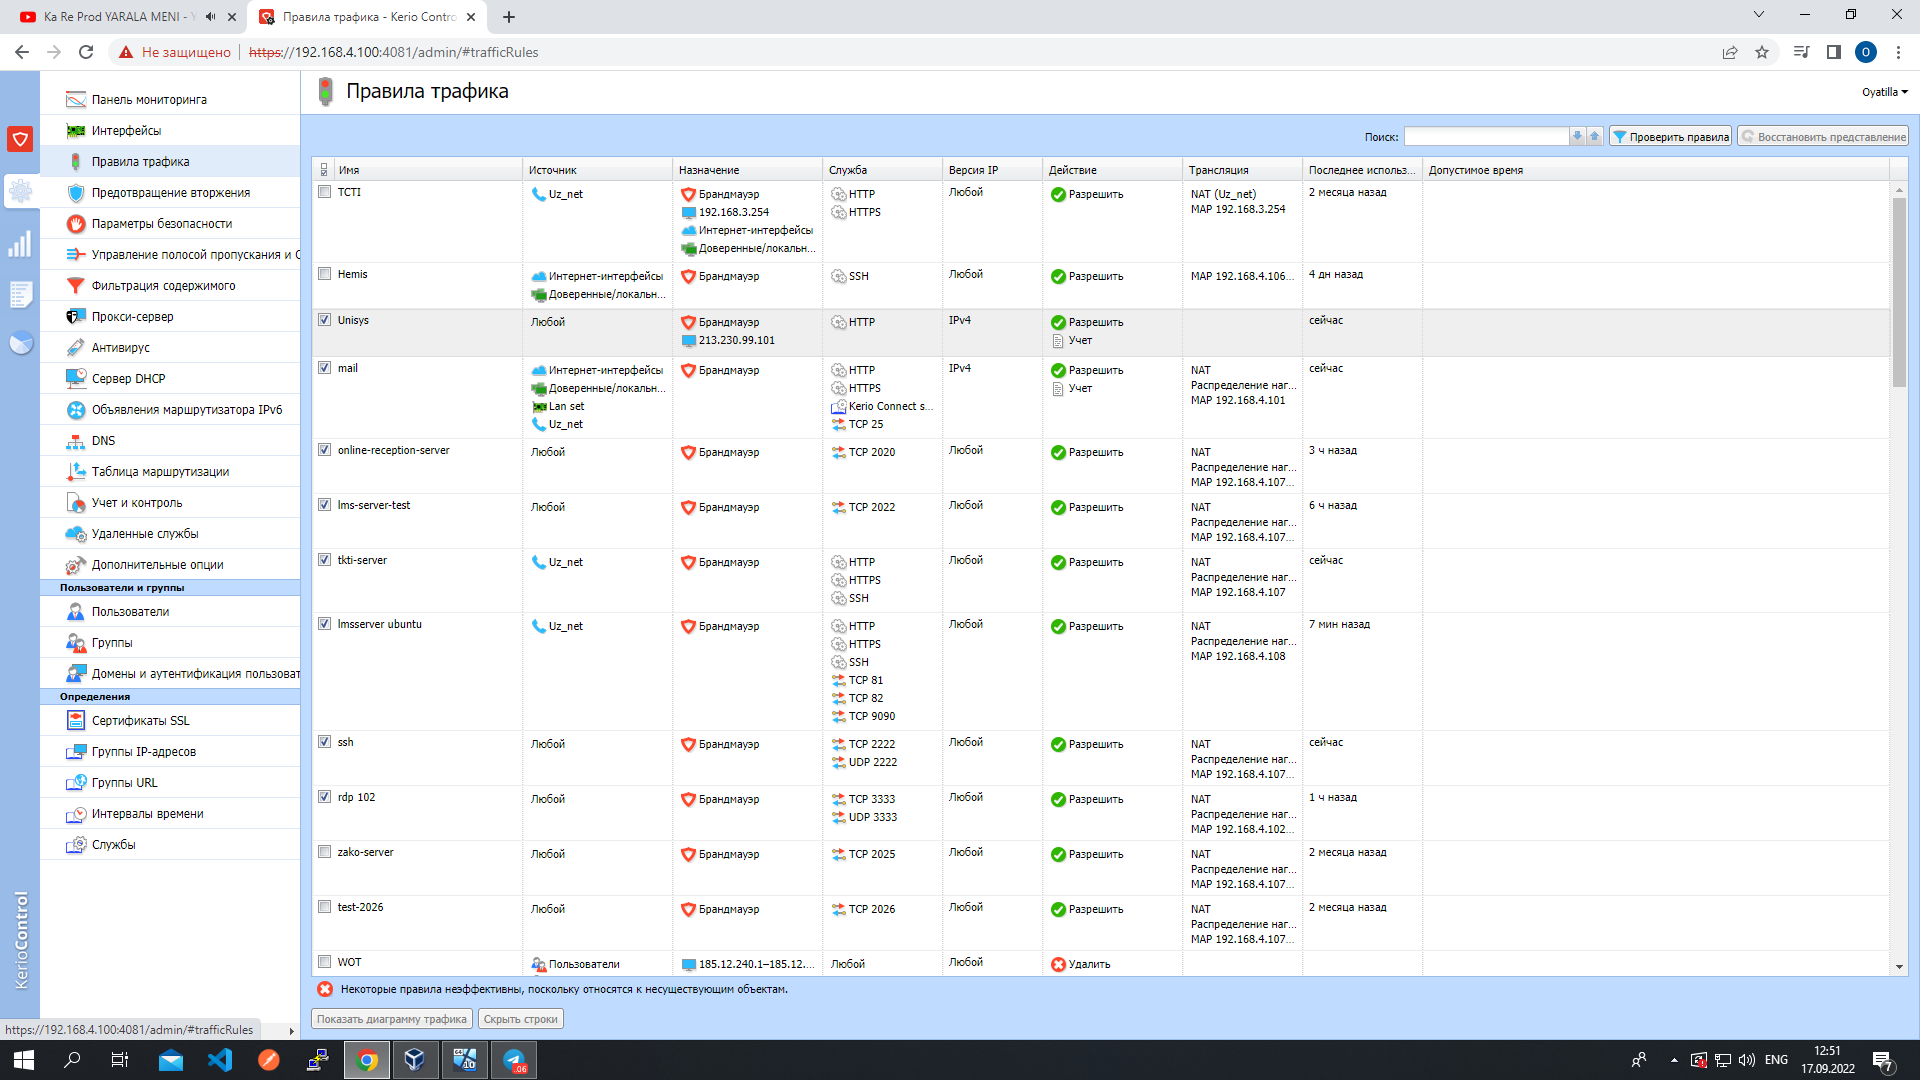 Ka Re Prod YARALA MENI - Y
Правила трафика - Kerio Contro
Не защищено
https://192.168.4.100:4081/admin/#trafficRules
O
Панель мониторинга
Интерфейсы
Правила трафика
Предотвращение вторжения
Параметры безопасности
Управление полосой пропускания и C
Фильтрация содержимого
Прокси-сервер
Антивирус
Сервер DHCP
Объявления маршрутизатора IPv6
DNS
Таблица маршрутизации
Учет и контроль
Удаленные службы
Дополнительные опции
Пользователи и группы
Пользователи
Группы
Домены и аутентификация пользоват
Определения
Сертификаты SSL
Группы IP-адресов
Группы URL
Интервалы времени
Службы
KerioControl
https://192.168.4.100:4081/admin/#trafficRules
Правила трафика
Oyatilla
Поиск:
Проверить правила
Восстановить представление
Имя Источник Назначение Служба Версия IP Действие Трансляция Последнее использ... Допустимое время
TCTI Uz_net Брандмауэр HTTP Любой Разрешить NAT (Uz_net) 2 месяца назад
192.168.3.254 HTTPS MAP 192.168.3.254
Интернет-интерфейсы
Доверенные/локальн...
Hemis Интернет-интерфейсы Брандмауэр SSH Любой Разрешить MAP 192.168.4.106... 4 дн назад
Доверенные/локальн...
Unisys Любой Брандмауэр HTTP IPv4 Разрешить сейчас
213.230.99.101 Учет
mail Интернет-интерфейсы Брандмауэр HTTP IPv4 Разрешить NAT сейчас
Доверенные/локальн... HTTPS Учет Распределение наг...
Lan set Kerio Connect s... MAP 192.168.4.101
Uz_net TCP 25
online-reception-server Любой Брандмауэр TCP 2020 Любой Разрешить NAT 3 ч назад
Распределение наг...
MAP 192.168.4.107...
lms-server-test Любой Брандмауэр TCP 2022 Любой Разрешить NAT 6 ч назад
Распределение наг...
MAP 192.168.4.107...
tkti-server Uz_net Брандмауэр HTTP Любой Разрешить NAT сейчас
HTTPS Распределение наг...
SSH MAP 192.168.4.107
lmsserver ubuntu Uz_net Брандмауэр HTTP Любой Разрешить NAT 7 мин назад
HTTPS Распределение наг...
SSH MAP 192.168.4.108
TCP 81
TCP 82
TCP 9090
ssh Любой Брандмауэр TCP 2222 Любой Разрешить NAT сейчас
UDP 2222 Распределение наг...
MAP 192.168.4.107...
rdp 102 Любой Брандмауэр TCP 3333 Любой Разрешить NAT 1 ч назад
UDP 3333 Распределение наг...
MAP 192.168.4.102...
zako-server Любой Брандмауэр TCP 2025 Любой Разрешить NAT 2 месяца назад
Распределение наг...
MAP 192.168.4.107...
test-2026 Любой Брандмауэр TCP 2026 Любой Разрешить NAT 2 месяца назад
Распределение наг...
MAP 192.168.4.107...
WOT Пользователи 185.12.240.1–185.12.... Любой Любой Удалить
Некоторые правила неэффективны, поскольку относятся к несуществующим объектам.
Показать диаграмму трафика
Скрыть строки
64
10
.06
ENG
12:51
17.09.2022
7